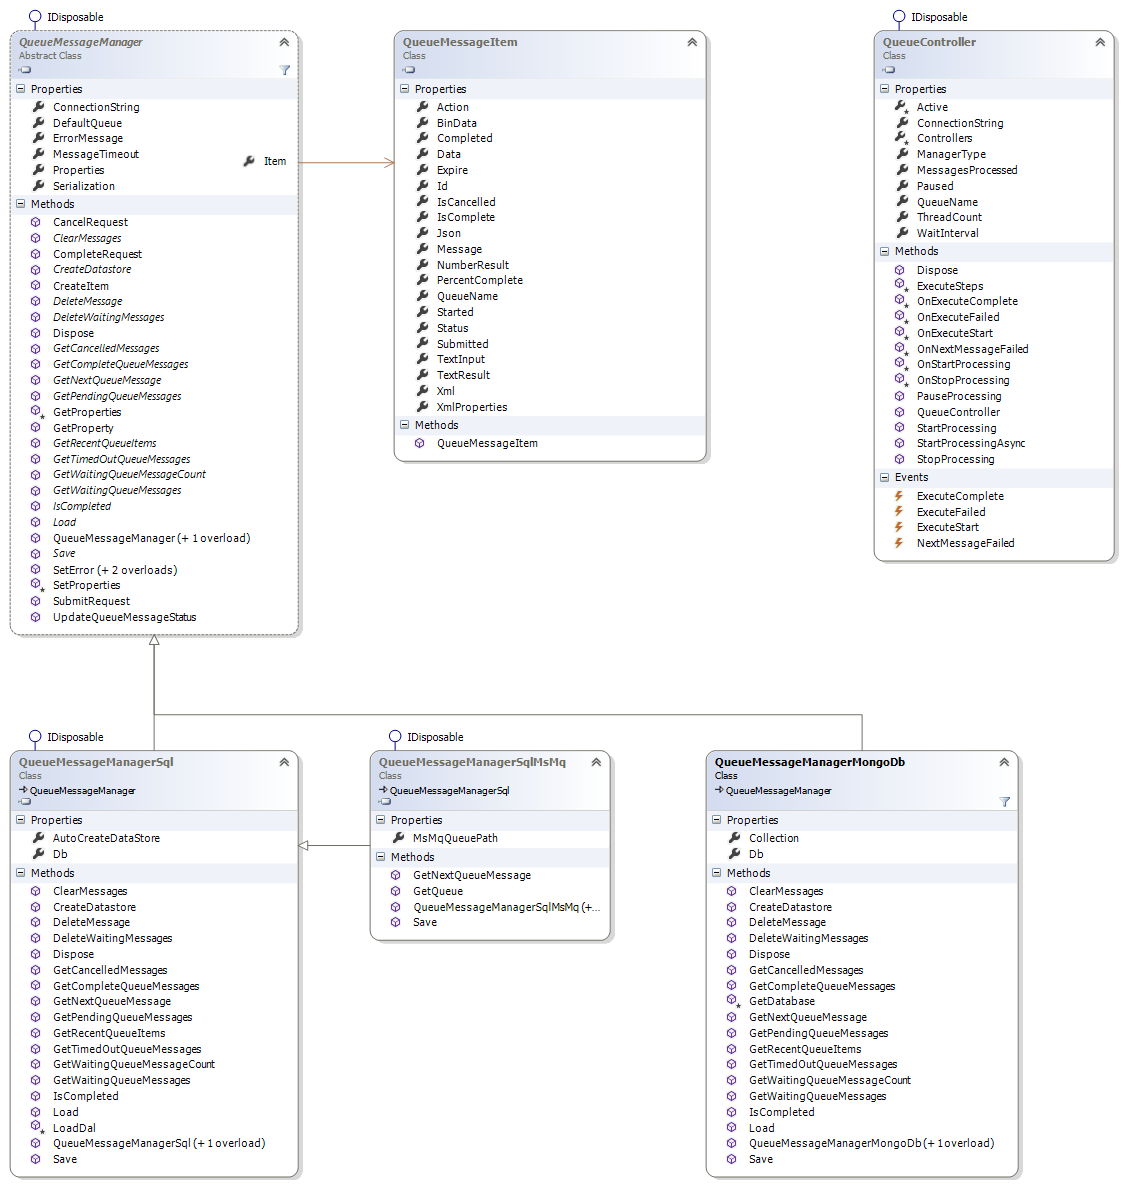 IDisposable
QueueMessageManager
Abstract Class
Properties
ConnectionString
DefaultQueue
ErrorMessage
MessageTimeout
Properties
Serialization
Item
Methods
CancelRequest
ClearMessages
CompleteRequest
CreateDatastore
CreateItem
DeleteMessage
DeleteWaitingMessages
Dispose
GetCancelledMessages
GetCompleteQueueMessages
GetNextQueueMessage
GetPendingQueueMessages
GetProperties
GetProperty
GetRecentQueueItems
GetTimedOutQueueMessages
GetWaitingQueueMessageCount
GetWaitingQueueMessages
IsCompleted
Load
QueueMessageManager (+ 1 overload)
Save
SetError (+ 2 overloads)
SetProperties
SubmitRequest
UpdateQueueMessageStatus
QueueMessageItem
Class
Properties
Action
BinData
Completed
Data
Expire
Id
IsCancelled
IsComplete
Json
Message
NumberResult
PercentComplete
QueueName
Started
Status
Submitted
TextInput
TextResult
Xml
XmlProperties
Methods
QueueMessageItem
IDisposable
QueueController
Class
Properties
Active
ConnectionString
Controllers
ManagerType
MessagesProcessed
Paused
QueueName
ThreadCount
WaitInterval
Methods
Dispose
ExecuteSteps
OnExecuteComplete
OnExecuteFailed
OnExecuteStart
OnNextMessageFailed
OnStartProcessing
OnStopProcessing
PauseProcessing
QueueController
StartProcessing
StartProcessingAsync
StopProcessing
Events
ExecuteComplete
ExecuteFailed
ExecuteStart
NextMessageFailed
IDisposable
QueueMessageManagerSql
Class
QueueMessageManager
Properties
AutoCreateDataStore
Db
Methods
ClearMessages
CreateDatastore
DeleteMessage
DeleteWaitingMessages
Dispose
GetCancelledMessages
GetCompleteQueueMessages
GetNextQueueMessage
GetPendingQueueMessages
GetRecentQueueItems
GetTimedOutQueueMessages
GetWaitingQueueMessageCount
GetWaitingQueueMessages
IsCompleted
Load
LoadDal
QueueMessageManagerSql (+ 1 overload)
Save
IDisposable
QueueMessageManagerSqlMsMq
Class
QueueMessageManagerSql
Properties
MsMqQueuePath
Methods
GetNextQueueMessage
GetQueue
QueueMessageManagerSqlMsMq (+...
Save
QueueMessageManagerMongoDb
Class
QueueMessageManager
Properties
Collection
Db
Methods
ClearMessages
CreateDatastore
DeleteMessage
DeleteWaitingMessages
Dispose
GetCancelledMessages
GetCompleteQueueMessages
GetDatabase
GetNextQueueMessage
GetPendingQueueMessages
GetRecentQueueItems
GetTimedOutQueueMessages
GetWaitingQueueMessageCount
GetWaitingQueueMessages
IsCompleted
Load
QueueMessageManagerMongoDb (+ 1 overload)
Save